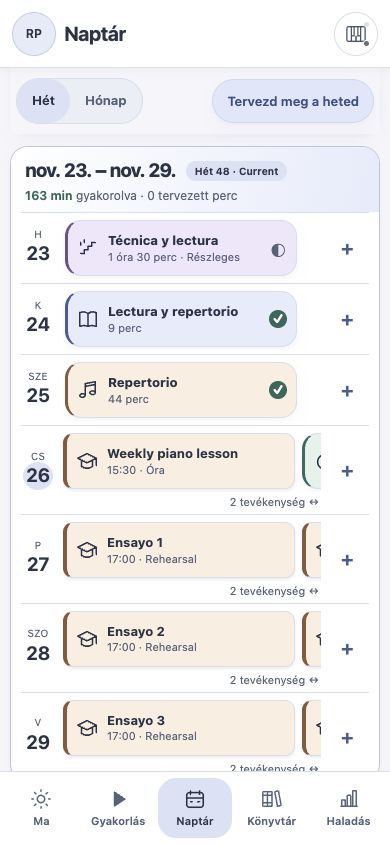 RP
Naptár
Hét
Hónap
Tervezd meg a heted
nov. 23. – nov. 29.
Hét 48 · Current
163 min gyakorolva · 0 tervezett perc
H
23
Técnica y lectura
1 óra 30 perc · Részleges
+
K
24
Lectura y repertorio
9 perc
+
SZE
25
Repertorio
44 perc
+
CS
26
Weekly piano lesson
15:30 · Óra
+
2 tevékenység ↔
P
27
Ensayo 1
17:00 · Rehearsal
+
2 tevékenység ↔
SZO
28
Ensayo 2
17:00 · Rehearsal
+
2 tevékenység ↔
V
29
Ensayo 3
17:00 · Rehearsal
+
2 tevékenység ↔
Ma
Gyakorlás
Naptár
Könyvtár
Haladás